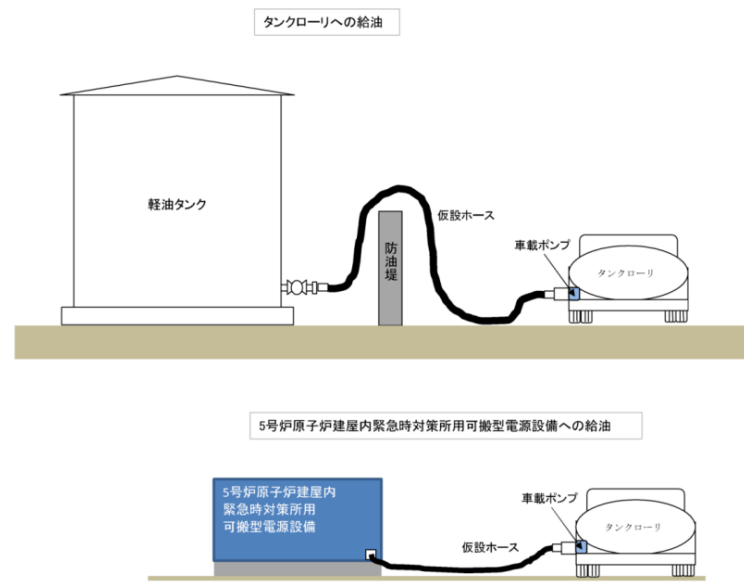 タンクローリへの給油
軽油タンク
仮設ホース
防油堤
車載ポンプ
タンクローリ
5号炉原子炉建屋内緊急時対策所用可搬型電源設備への給油
5号炉原子炉建屋内
緊急時対策所用
可搬型電源設備
仮設ホース
車載ポンプ
タンクローリ